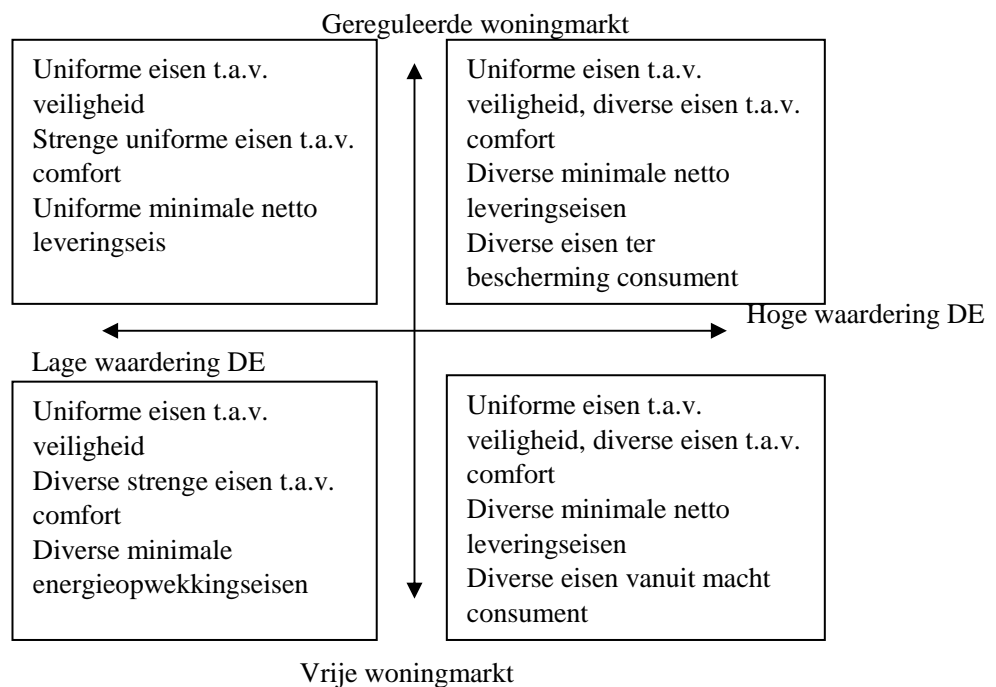 Gereguleerde woningmarkt
Uniforme eisen t.a.v.
veiligheid
Strenge uniforme eisen t.a.v.
comfort
Uniforme minimale netto
leveringseis
Uniforme eisen t.a.v.
veiligheid, diverse eisen t.a.v.
comfort
Diverse minimale netto
leveringseisen
Diverse eisen ter
bescherming consument
Hoge waardering DE
Lage waardering DE
Uniforme eisen t.a.v.
veiligheid
Diverse strenge eisen t.a.v.
comfort
Diverse minimale
energieopwekkingseisen
Uniforme eisen t.a.v.
veiligheid, diverse eisen t.a.v.
comfort
Diverse minimale netto
leveringseisen
Diverse eisen vanuit macht
consument
Vrije woningmarkt